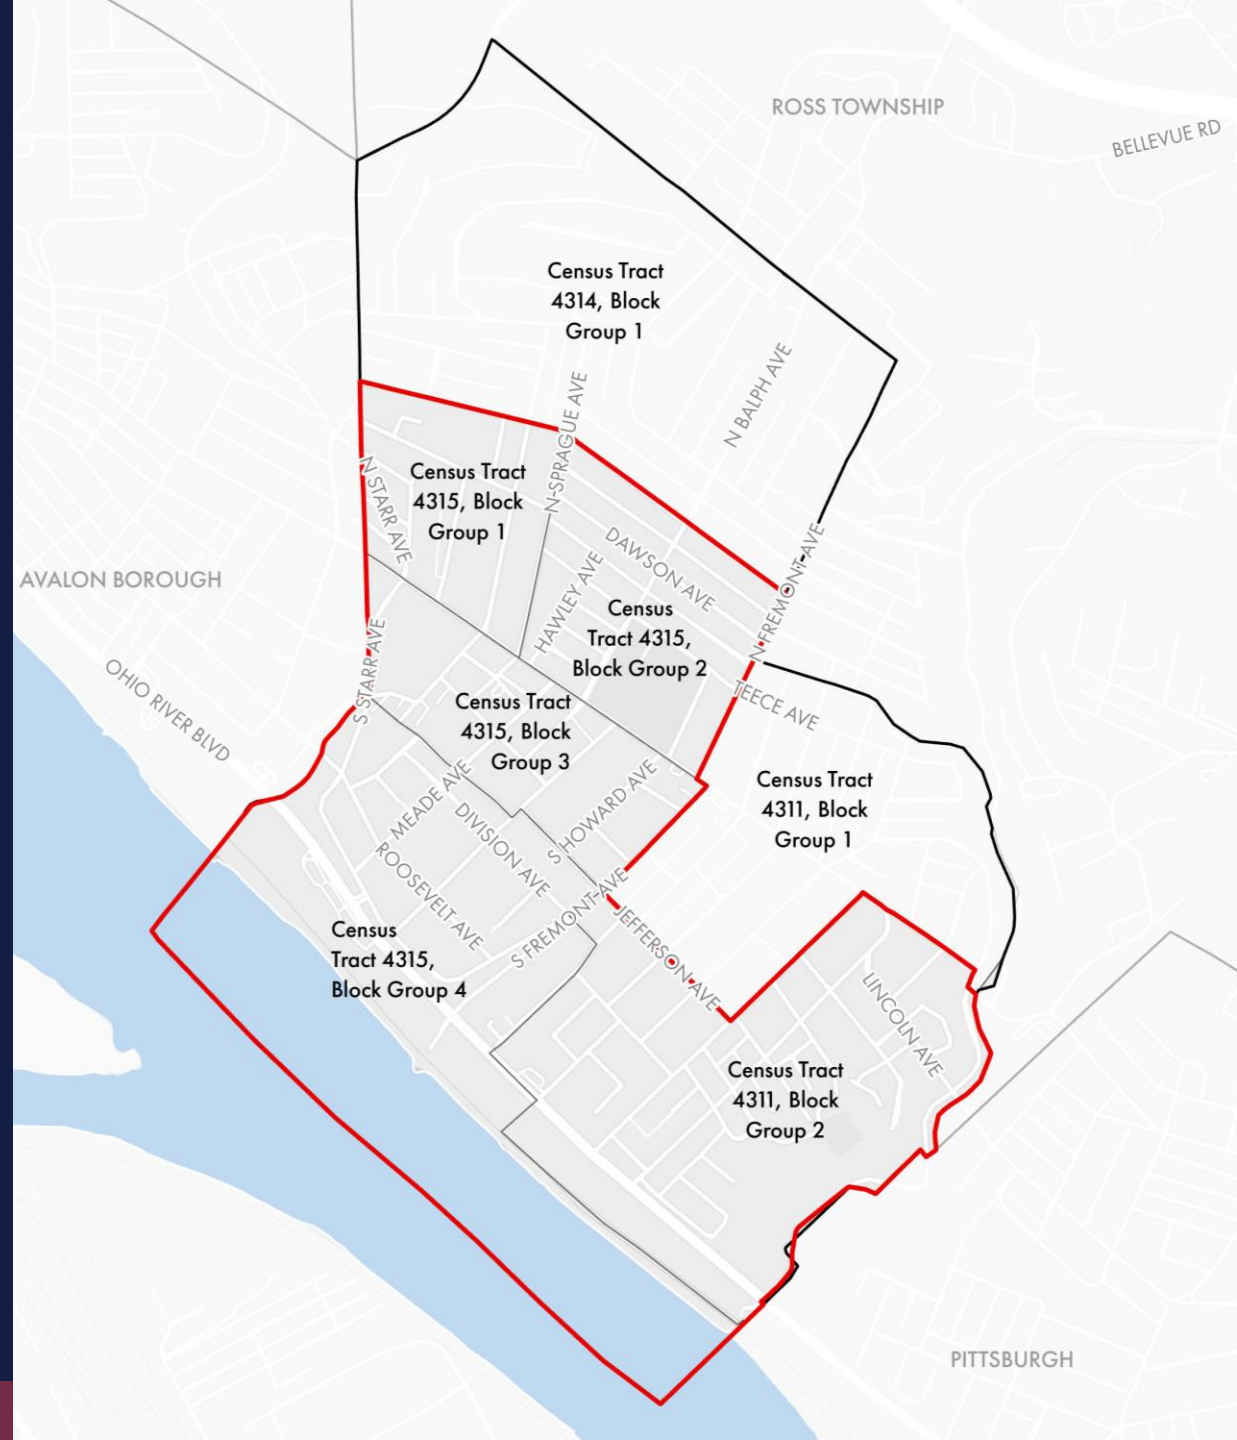 ROSS TOWNSHIP
BELLEVUE RD
Census Tract
4314, Block
Group 1
N BALPH AVE
N SPRAGUE AVE
Census Tract
4315, Block
Group 1
N STARR AVE
DAWSON AVE
HAWLEY AVE
N FREMONT AVE
AVALON BOROUGH
Census
Tract 4315,
Block Group 2
S STARR AVE
OHIO RIVER BLVD
TEECE AVE
Census Tract
4315, Block
Group 3
MEADE AVE
DIVISION AVE
S HOWARD AVE
Census Tract
4311, Block
Group 1
ROOSEVELT AVE
S FREMONT AVE
JEFFERSON AVE
Census
Tract 4315,
Block Group 4
LINCOLN AVE
Census Tract
4311, Block
Group 2
PITTSBURGH